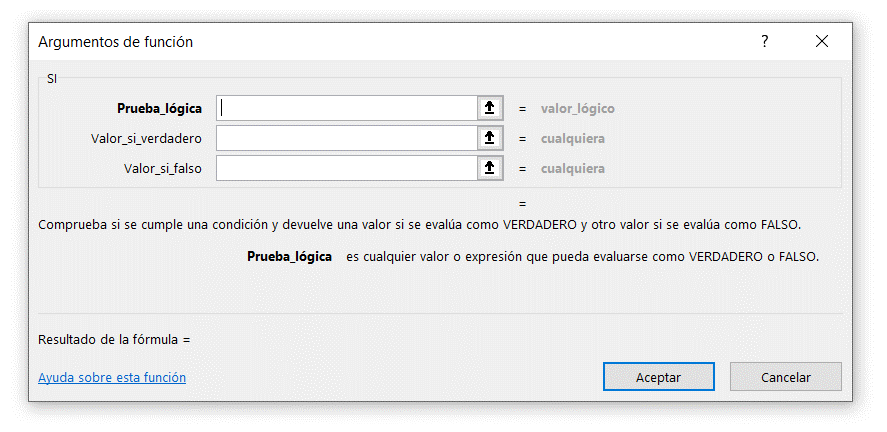 Argumentos de función ?
SI
Prueba_lógica = valor_lógico
Valor_si_verdadero = cualquiera
Valor_si_falso = cualquiera
=
Comprueba si se cumple una condición y devuelve una valor si se evalúa como VERDADERO y otro valor si se evalúa como FALSO.
Prueba_lógica es cualquier valor o expresión que pueda evaluarse como VERDADERO o FALSO.
Resultado de la fórmula =
Ayuda sobre esta función Aceptar Cancelar